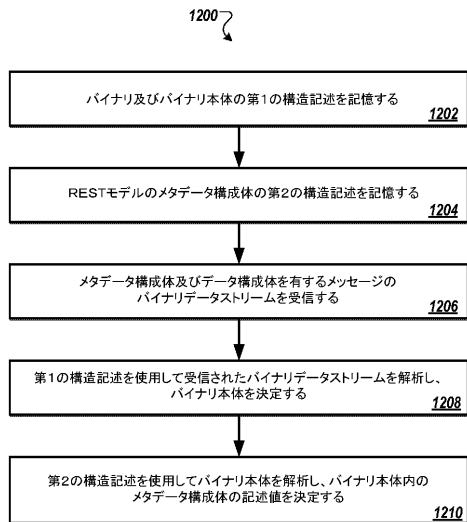 1200
バイナリ及びバイナリ本体の第1の構造記述を記憶する
1202
RESTモデルのメタデータ構成体の第2の構造記述を記憶する
1204
メタデータ構成体及びデータ構成体を有するメッセージの
バイナリデータストリームを受信する
1206
第1の構造記述を使用して受信されたバイナリデータストリームを解析し、
バイナリ本体を決定する
1208
第2の構造記述を使用してバイナリ本体を解析し、バイナリ本体内の
メタデータ構成体の記述値を決定する
1210